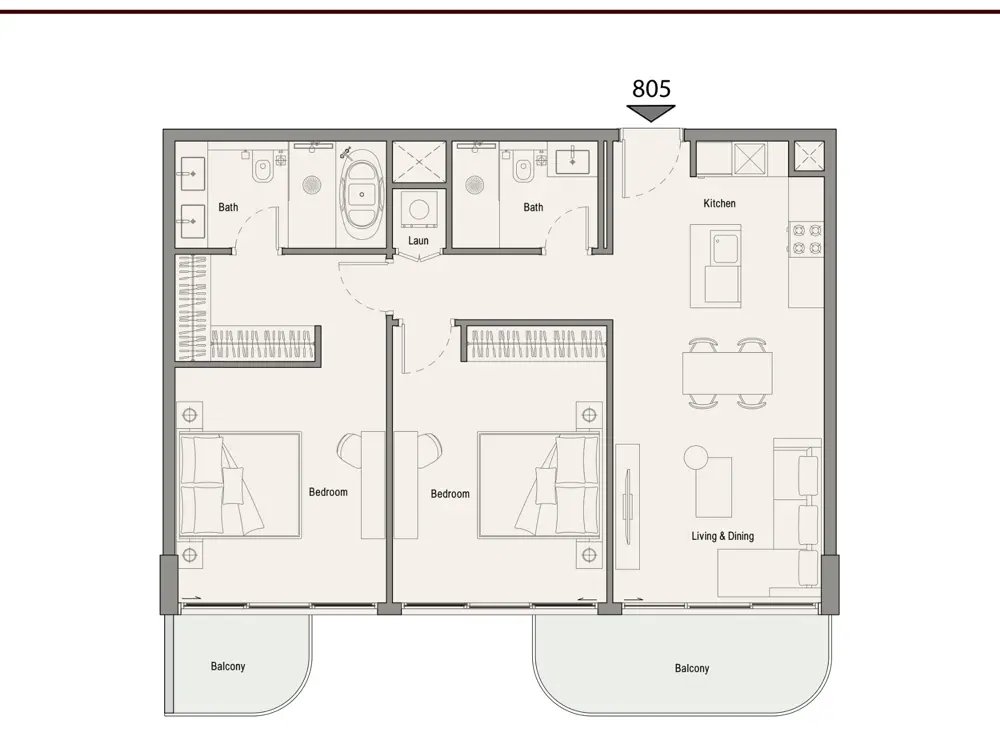 805
Kitchen
Bath
Bath
Laun
Bedroom
Bedroom
Living & Dining
Balcony
Balcony